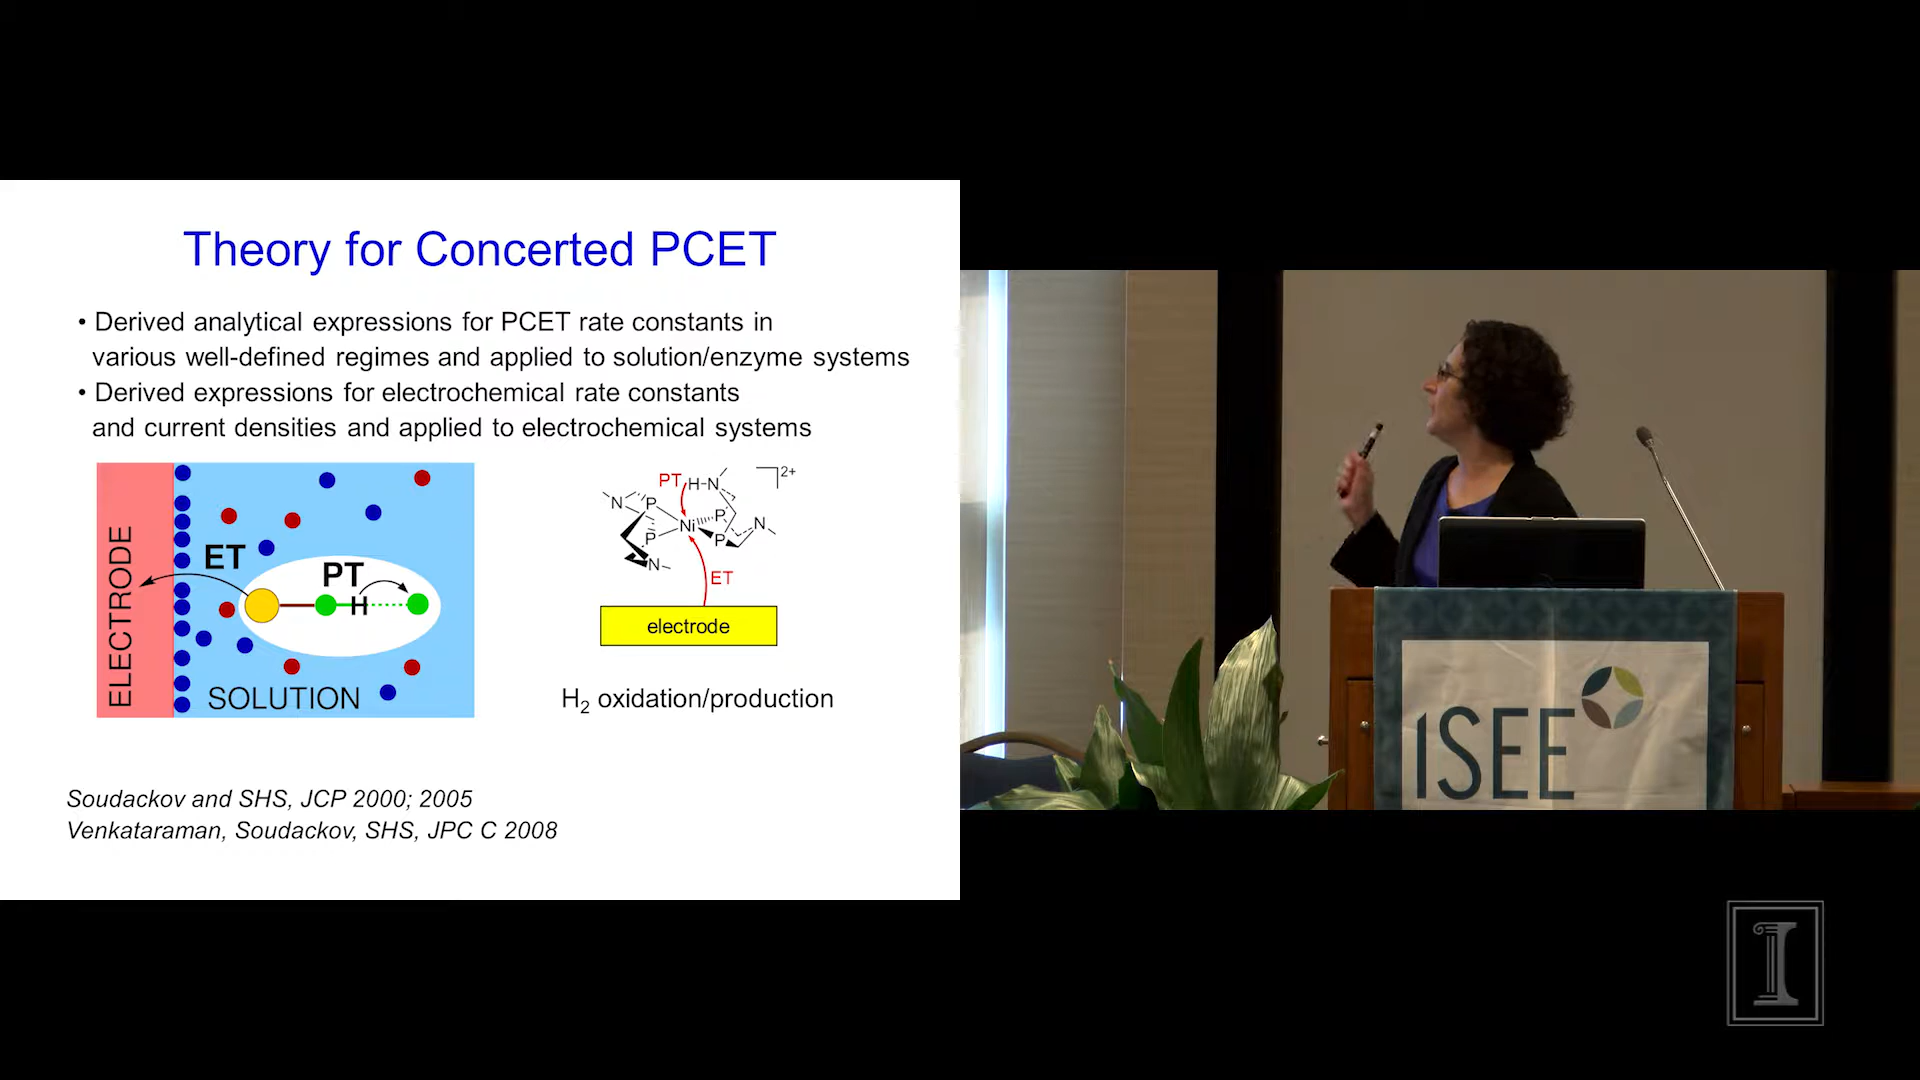 Theory for Concerted PCET
• Derived analytical expressions for PCET rate constants in
various well-defined regimes and applied to solution/enzyme systems
• Derived expressions for electrochemical rate constants
and current densities and applied to electrochemical systems
ELECTRODE
ET
PT
H
SOLUTION
PT
H-N
2+
N
P
P
Ni
P
P
N
N
ET
electrode
H2 oxidation/production
Soudackov and SHS, JCP 2000; 2005
Venkataraman, Soudackov, SHS, JPC C 2008
ISEE
I